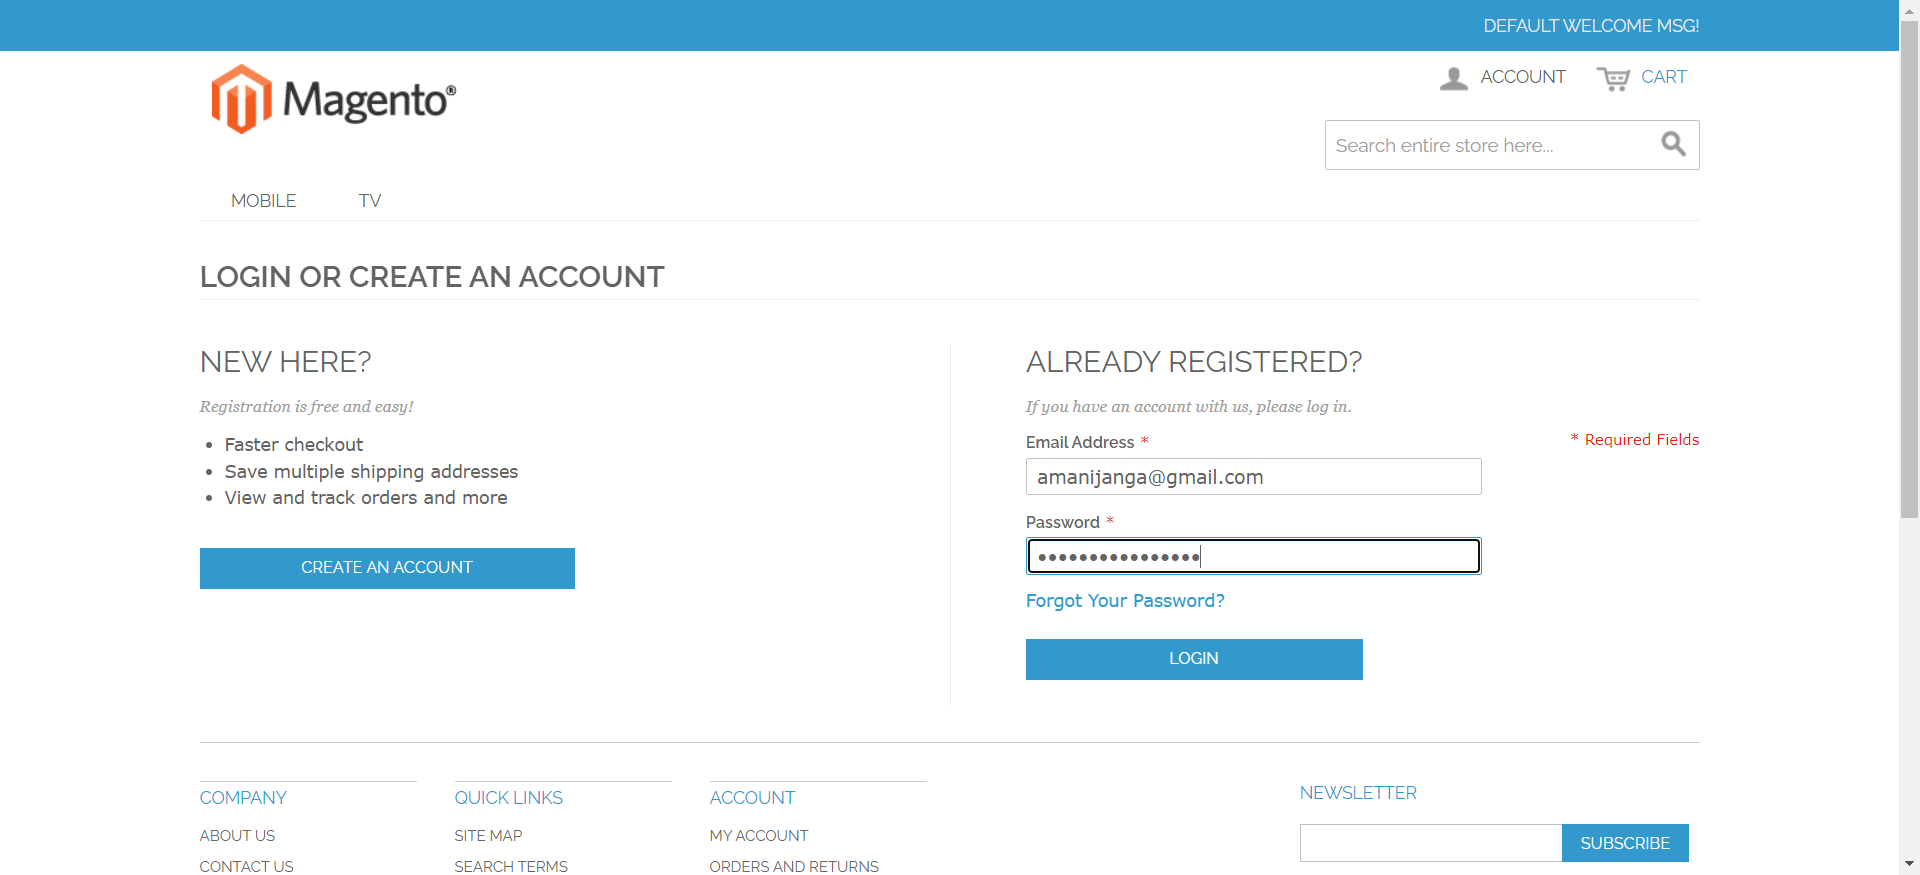 DEFAULT WELCOME MSG!
Magento®
ACCOUNT
CART
Search entire store here...
MOBILE
TV
LOGIN OR CREATE AN ACCOUNT
NEW HERE?
Registration is free and easy!
• Faster checkout
• Save multiple shipping addresses
• View and track orders and more
CREATE AN ACCOUNT
ALREADY REGISTERED?
If you have an account with us, please log in.
* Required Fields
Email Address *
amanijanga@gmail.com
Password *
••••••••••••••••
Forgot Your Password?
LOGIN
COMPANY
ABOUT US
CONTACT US
QUICK LINKS
SITE MAP
SEARCH TERMS
ACCOUNT
MY ACCOUNT
ORDERS AND RETURNS
NEWSLETTER
SUBSCRIBE